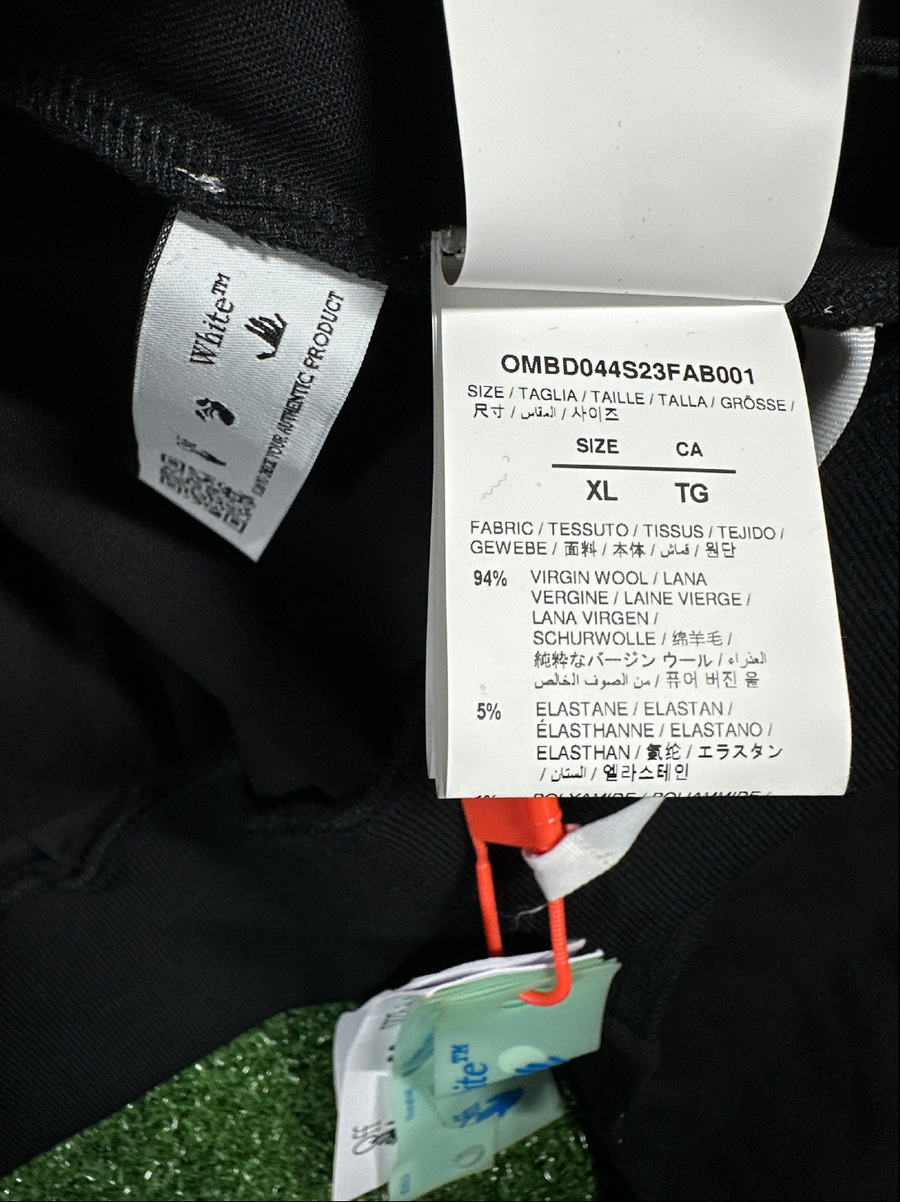 White™
AUTHENTIC PRODUCT
OMBD044S23FAB001
SIZE / TAGLIA / TAILLE / TALLA / GRÖSSE /
尺寸 / المقاس / 사이즈
SIZE CA
XL TG
FABRIC / TESSUTO / TISSUS / TEJIDO /
GEWEBE / 面料 / 本体 / قماش / 원단
94% VIRGIN WOOL / LANA
VERGINE / LAINE VIERGE /
LANA VIRGEN /
SCHURWOLLE / 绵羊毛 /
純粋なバージン ウール / العذراء
من الصوف الخالص / 퓨어 버진 울
5% ELASTANE / ELASTAN /
ÉLASTHANNE / ELASTANO /
ELASTHAN / 氨纶 / エラスタン
/ الستان / 엘라스테인
ite™
OFF